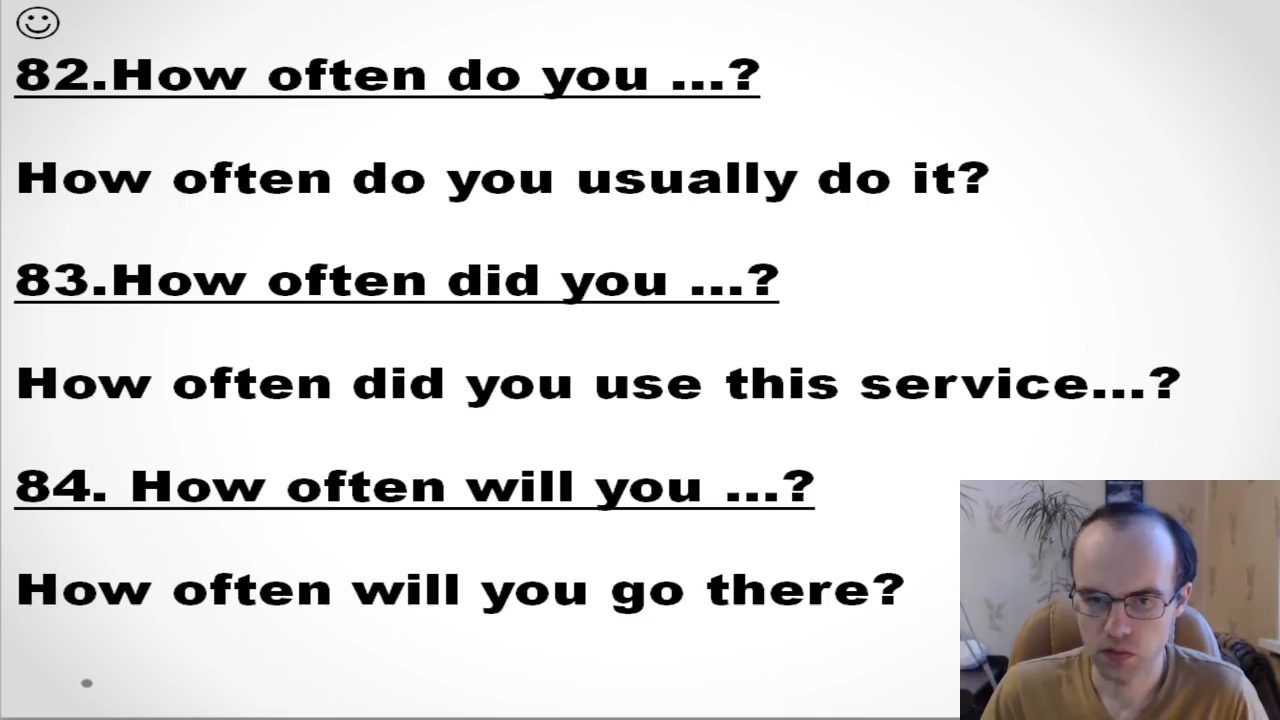 82.How often do you ...?
How often do you usually do it?
83.How often did you ...?
How often did you use this service...?
84. How often will you ...?
How often will you go there?